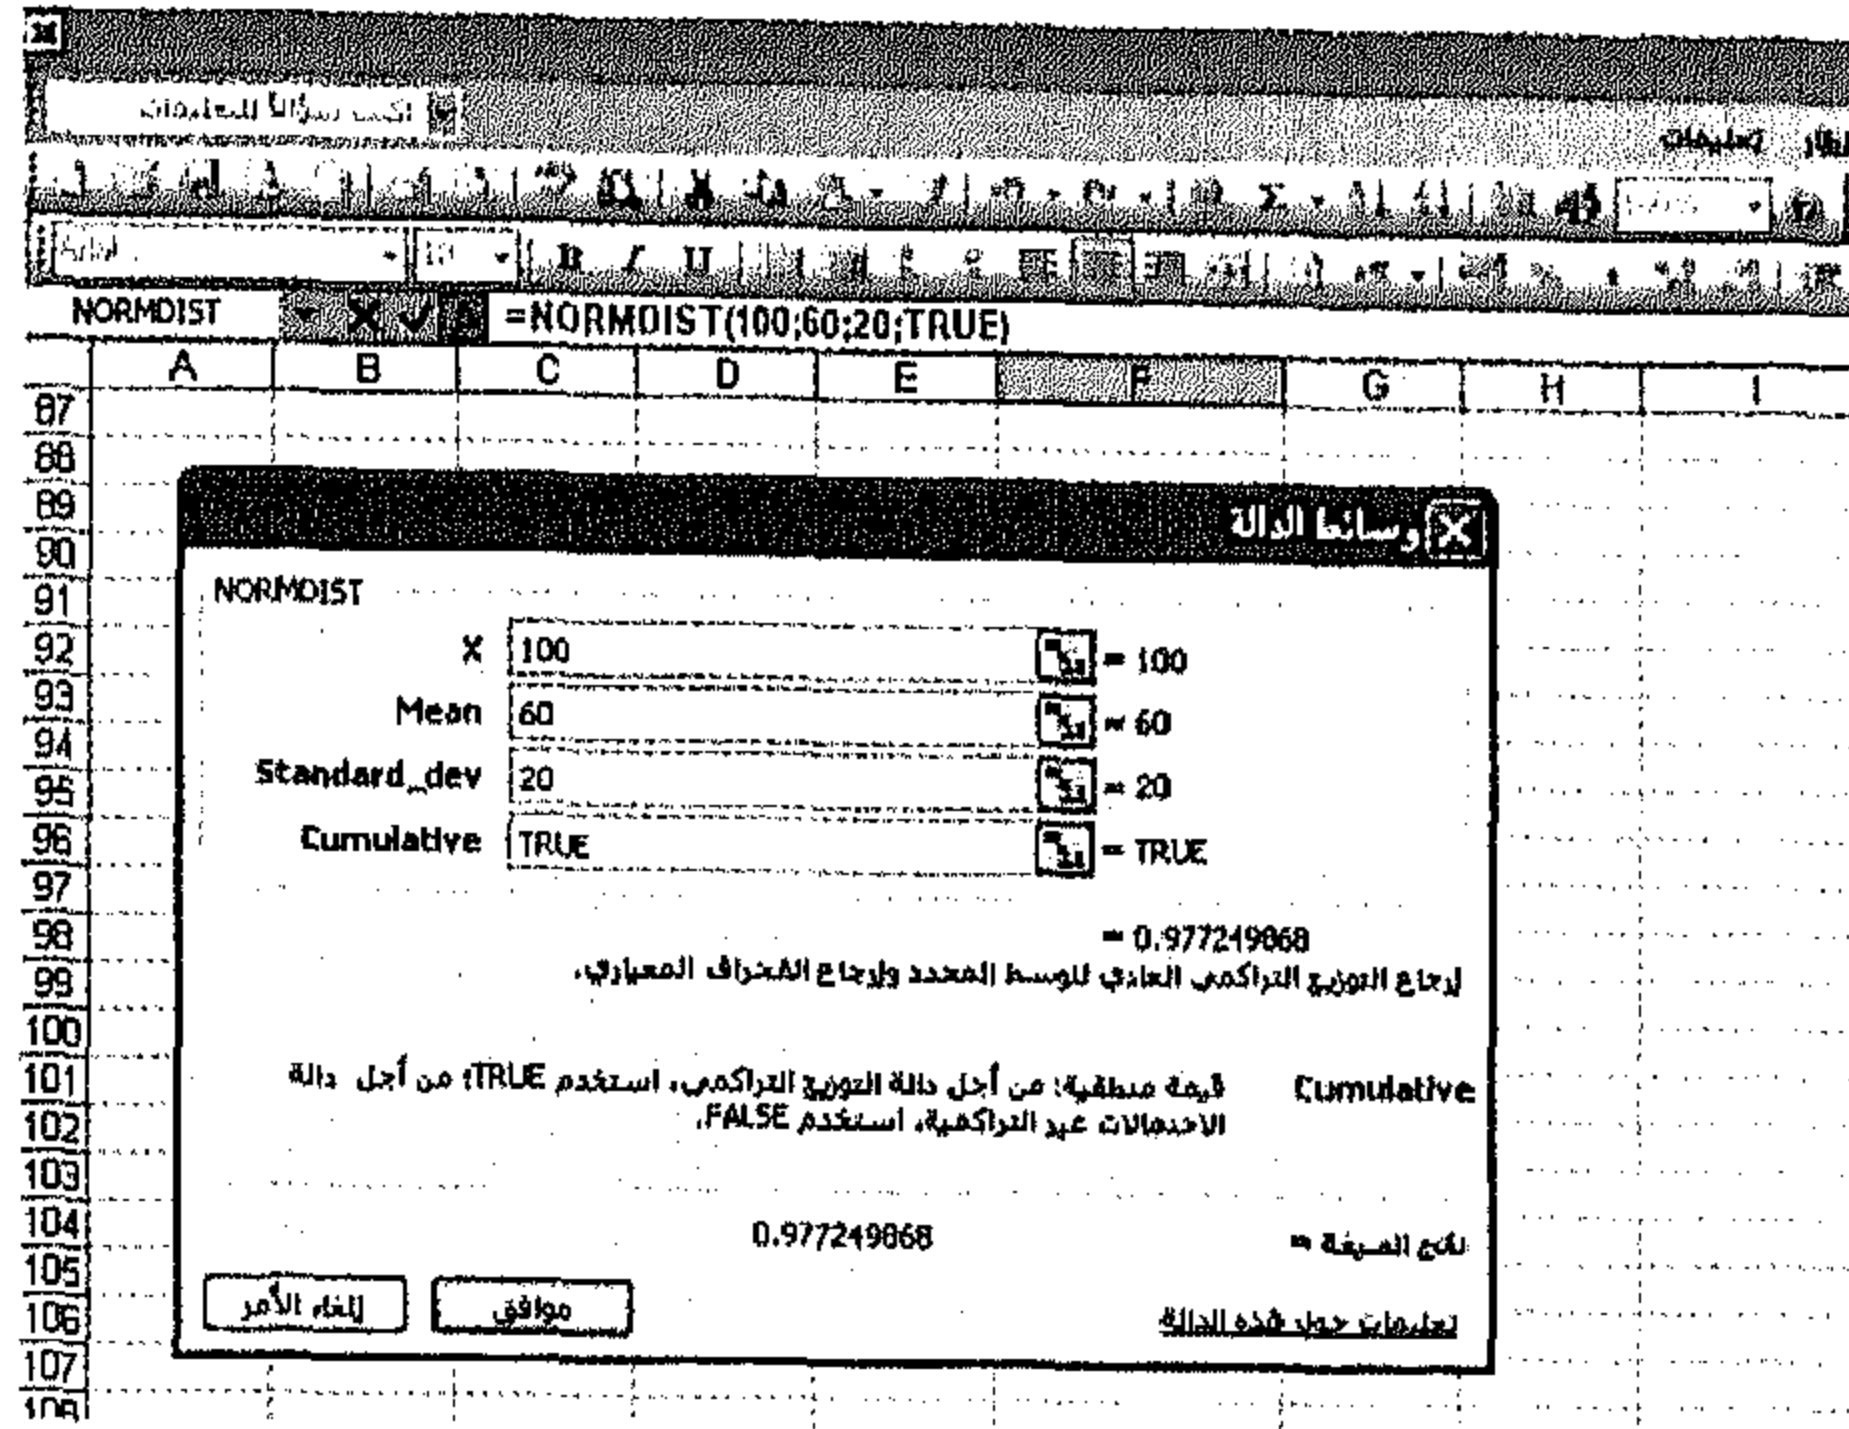 اكتب سؤالاً للتعليمات
تعليمات
10
B I U
NORMDIST =NORMDIST(100;60;20;TRUE)
A B C D E F G H I
87
88
89
وسائط الدالة
90
91 NORMDIST
92 X 100 = 100
93 Mean 60 = 60
94
95 Standard_dev 20 = 20
96 Cumulative TRUE = TRUE
97
98 = 0.977249868
99 إرجاع التوزيع التراكمي العادي للوسط المحدد وإرجاع الانحراف المعياري.
100
101 Cumulative قيمة منطقية: من أجل دالة التوزيع التراكمي، استخدم TRUE؛ من أجل دالة
102 الاحتمالات غير التراكمية، استخدم FALSE.
103
104 ناتج الصيغة = 0.977249868
105
106 تعليمات حول هذه الدالة موافق إلغاء الأمر
107
108